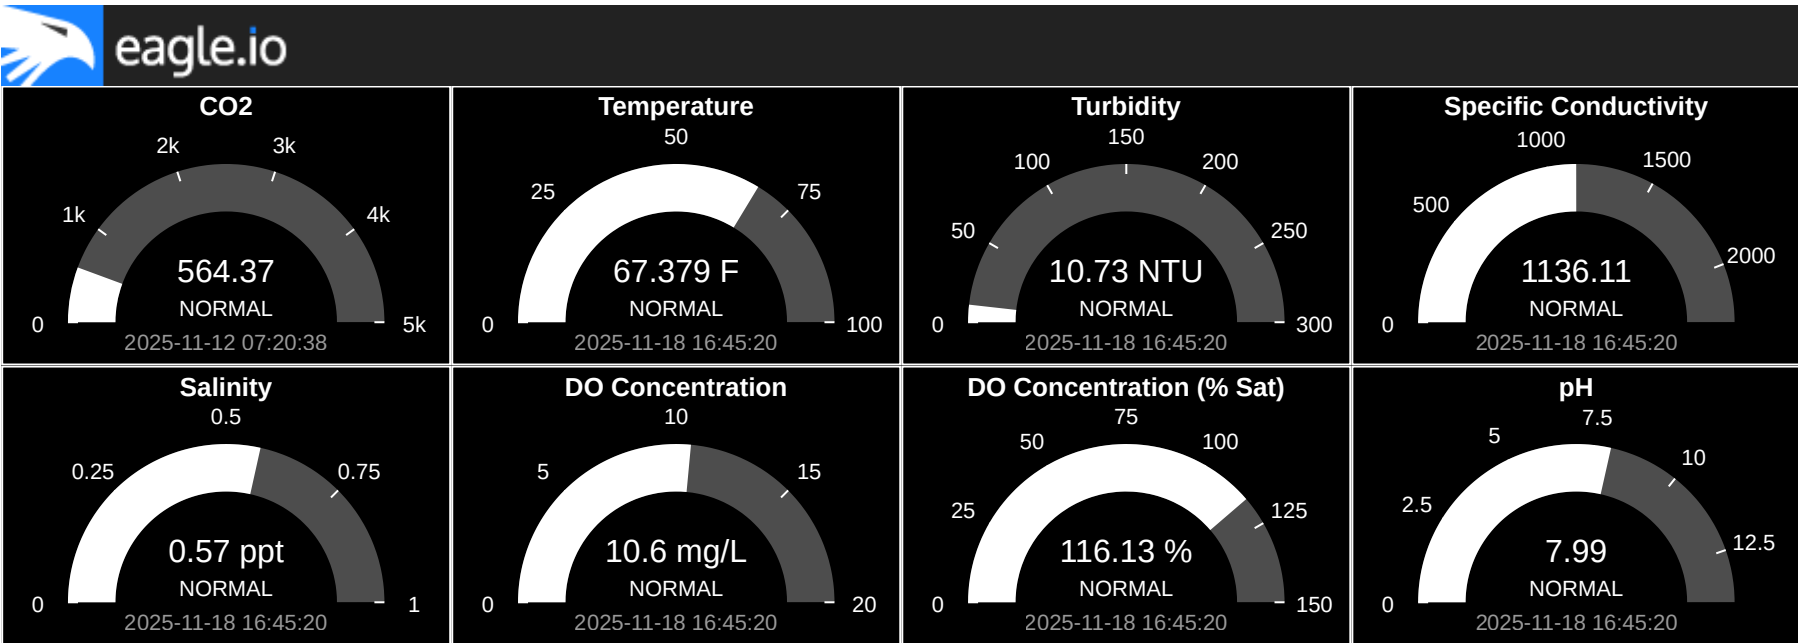 eagle.io
CO2
2k
3k
1k
4k
564.37
NORMAL
0
5k
2025-11-12 07:20:38
Temperature
50
25
75
67.379 F
NORMAL
0
100
2025-11-18 16:45:20
Turbidity
150
100
200
50
250
10.73 NTU
NORMAL
0
300
2025-11-18 16:45:20
Specific Conductivity
1000
1500
500
2000
1136.11
NORMAL
0
2025-11-18 16:45:20
Salinity
0.5
0.25
0.75
0.57 ppt
NORMAL
0
1
2025-11-18 16:45:20
DO Concentration
10
5
15
10.6 mg/L
NORMAL
0
20
2025-11-18 16:45:20
DO Concentration (% Sat)
75
50
100
25
125
116.13 %
NORMAL
0
150
2025-11-18 16:45:20
pH
7.5
5
10
2.5
12.5
7.99
NORMAL
0
2025-11-18 16:45:20